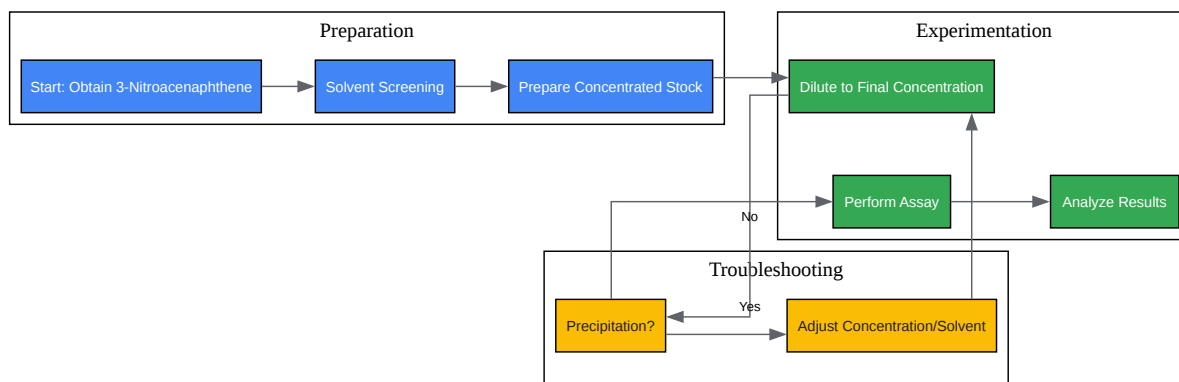 Preparation
Start: Obtain 3-Nitroacenaphthene
Solvent Screening
Prepare Concentrated Stock
Experimentation
Dilute to Final Concentration
Perform Assay
Analyze Results
No
Troubleshooting
Yes
Precipitation?
Adjust Concentration/Solvent